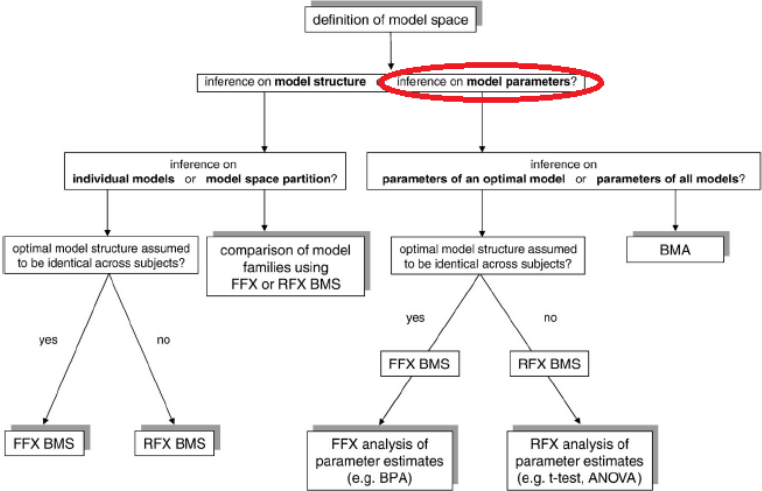 definition of model space
inference on model structure inference on model parameters?
inference on
individual models or model space partition?
inference on
parameters of an optimal model or parameters of all models?
optimal model structure assumed
to be identical across subjects?
comparison of model
families using
FFX or RFX BMS
optimal model structure assumed
to be identical across subjects?
BMA
yes
no
yes
no
FFX BMS
RFX BMS
FFX BMS
RFX BMS
FFX analysis of
parameter estimates
(e.g. BPA)
RFX analysis of
parameter estimates
(e.g. t-test, ANOVA)